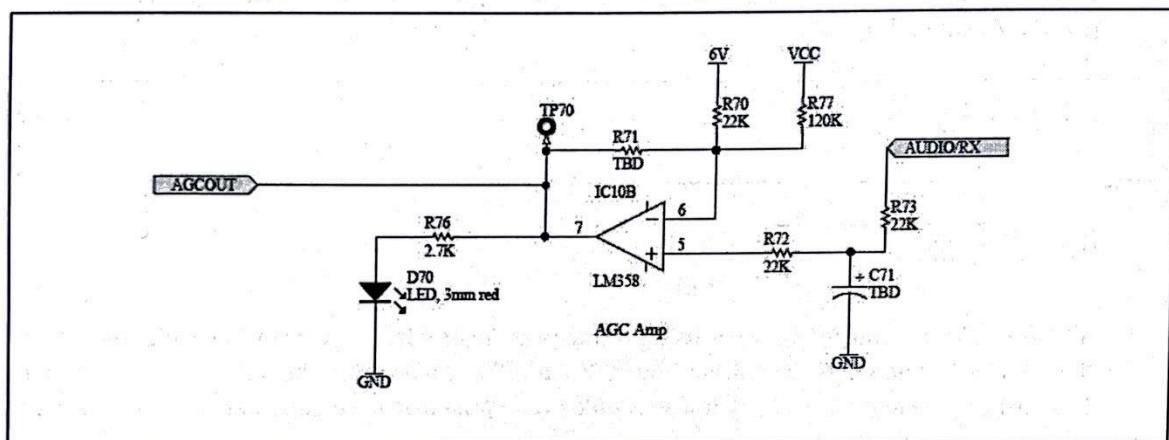 6V
VCC
R70
22K
R77
120K
TP70
R71
TBD
AUDIO/RX
AGCOUT
IC10B
R73
22K
6
R76
2.7K
7
−
+
5
R72
22K
D70
LED, 3mm red
LM358
+ C71
TBD
AGC Amp
GND
GND